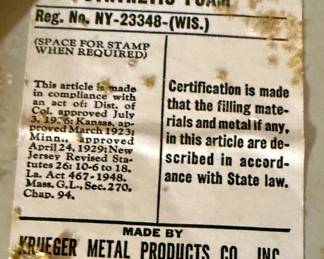 SYNTHETIC FOAM
Reg. No. NY-23348-(WIS.)
(SPACE FOR STAMP
WHEN REQUIRED)
This article is made
in compliance with
an act of: Dist. of
Col. approved July
3, 1926; Kansas, ap-
proved March 1923;
Minn., approved
April 24, 1929; New
Jersey Revised Sta-
tutes 26: 10-6 to 18.
La. Act 467-1948.
Mass. G.L., Sec. 270,
Chap. 94.
Certification is made
that the filling mate-
rials and metal if any,
in this article are de-
scribed in accord-
ance with State law.
MADE BY
KRUEGER METAL PRODUCTS CO., INC.